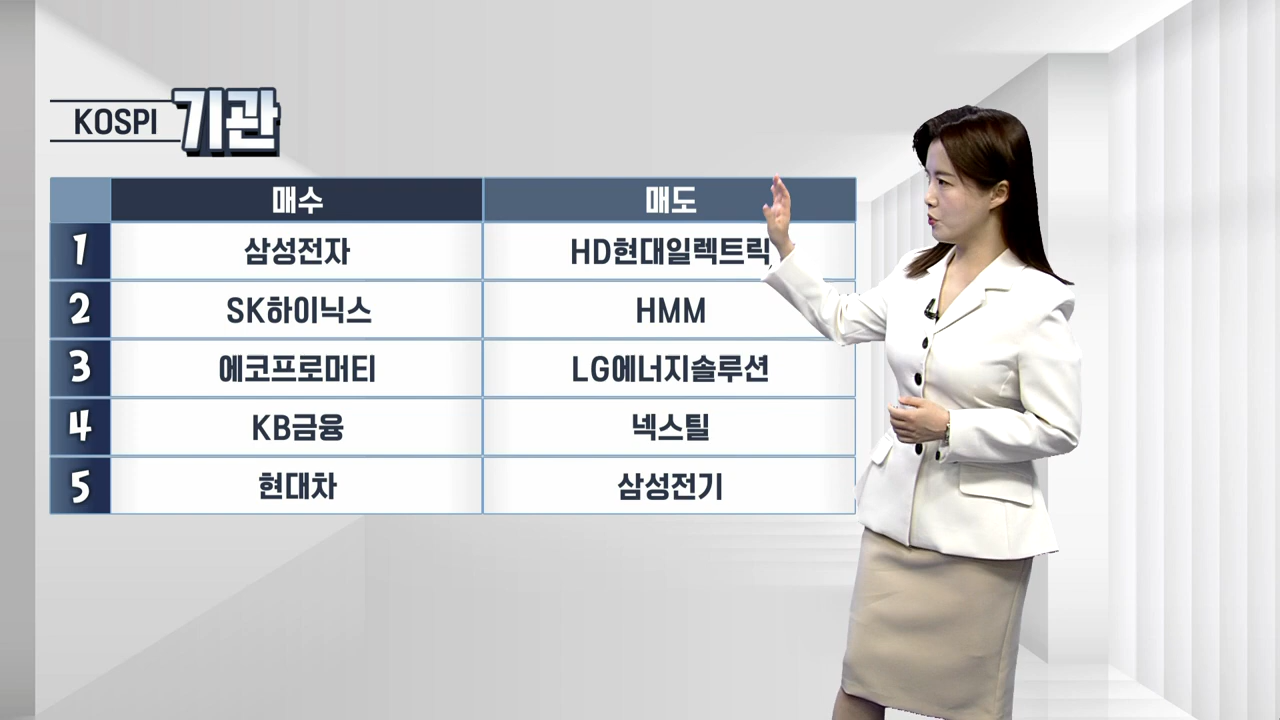 KOSPI 기관
매수 매도
1 삼성전자 HD현대일렉트릭
2 SK하이닉스 HMM
3 에코프로머티 LG에너지솔루션
4 KB금융 넥스틸
5 현대차 삼성전기